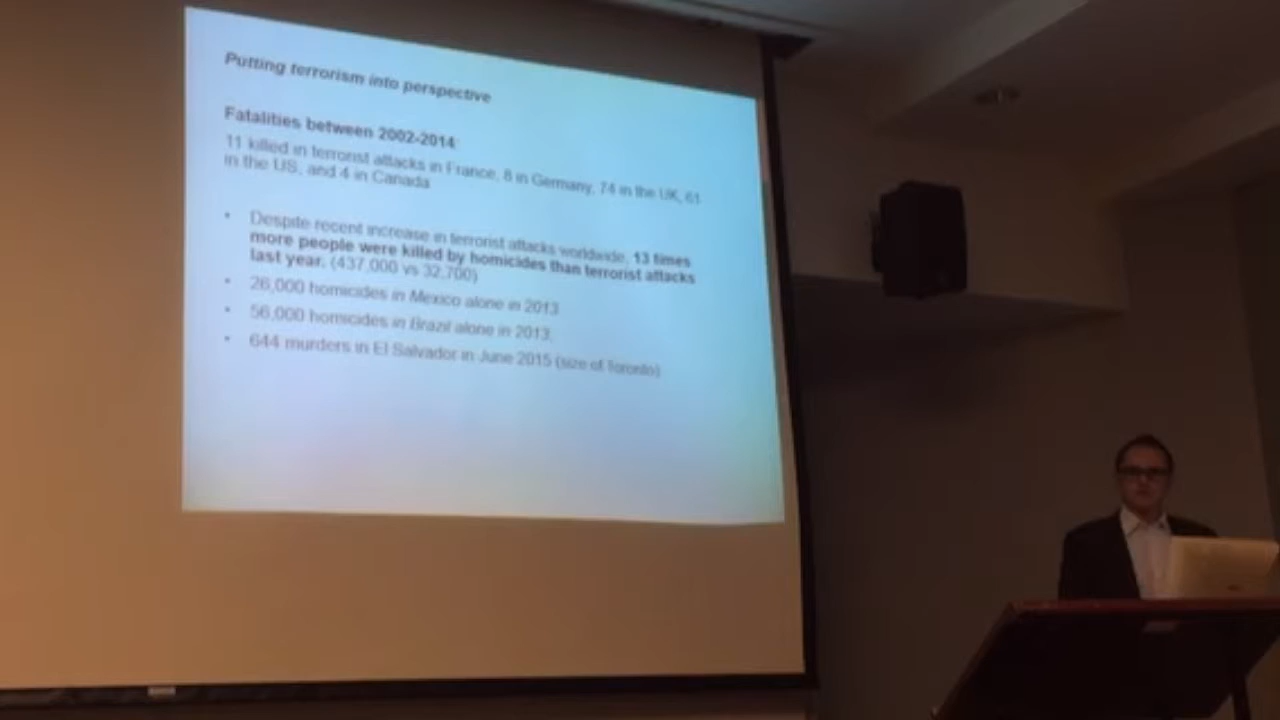 Putting terrorism into perspective
Fatalities between 2002-2014:
11 killed in terrorist attacks in France, 8 in Germany, 74 in the UK, 61
in the US, and 4 in Canada
• Despite recent increase in terrorist attacks worldwide, 13 times
more people were killed by homicides than terrorist attacks
last year. (437,000 vs 32,700)
• 26,000 homicides in Mexico alone in 2013
• 56,000 homicides in Brazil alone in 2013.
• 644 murders in El Salvador in June 2015 (size of Toronto)